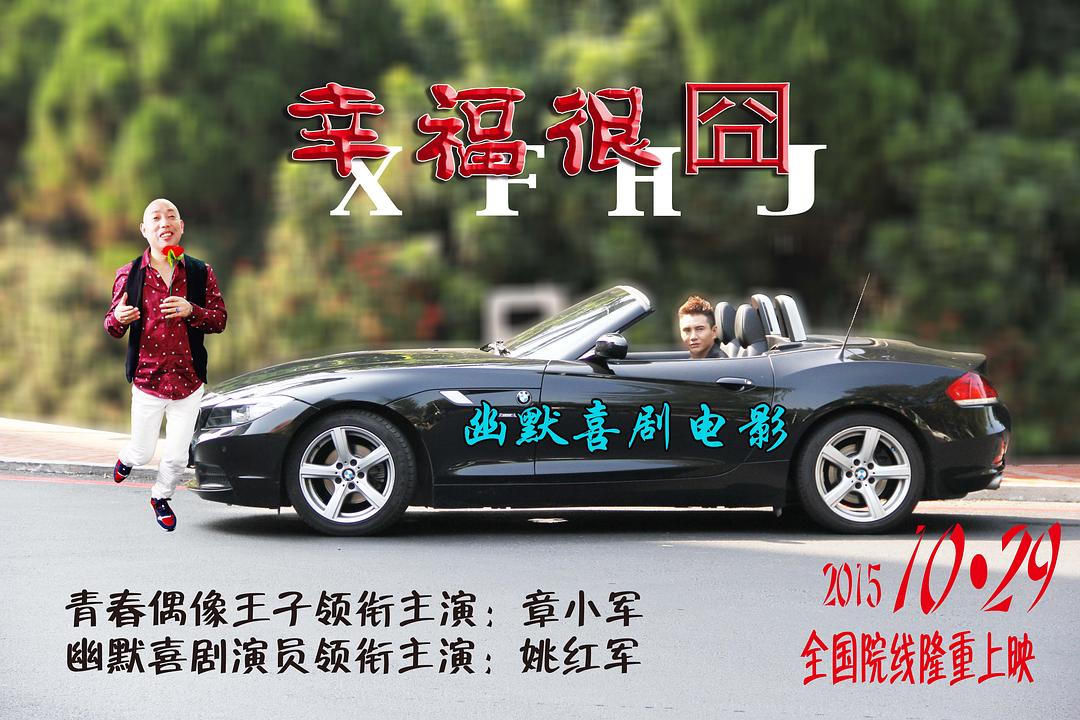 幸福很囧
X F H J
幽默喜剧电影
2015 10·29
青春偶像王子领衔主演：章小军
幽默喜剧演员领衔主演：姚红军
全国院线隆重上映